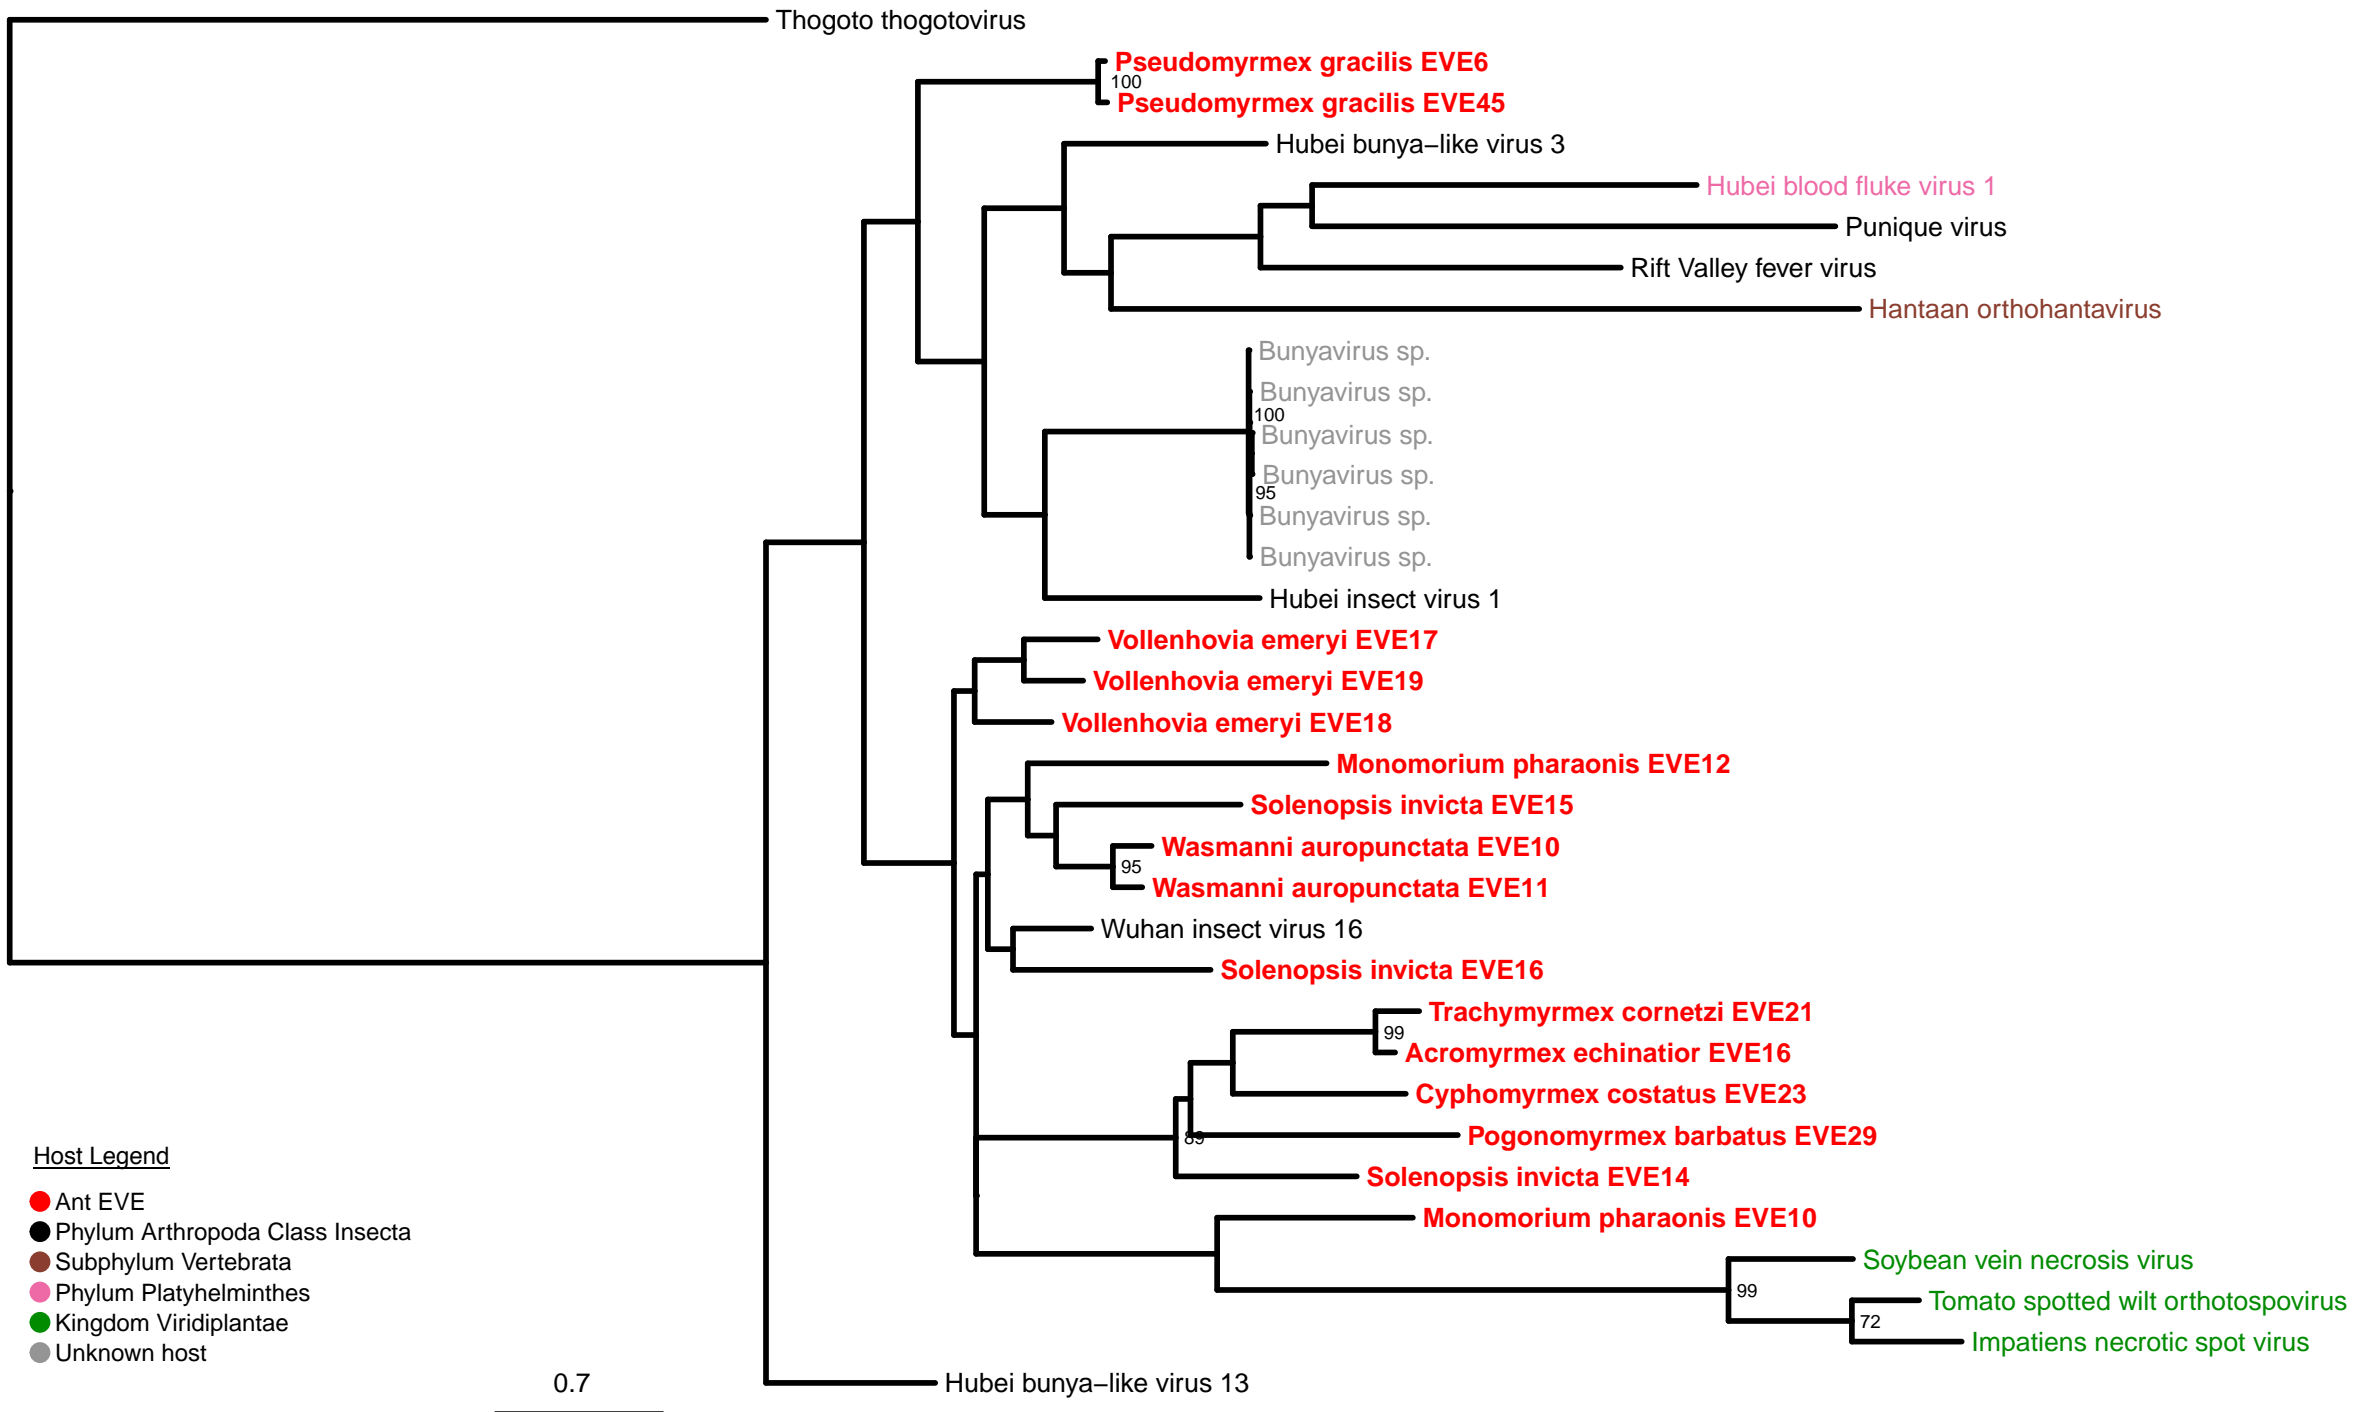 Thogoto thogotovirus
Pseudomyrmex gracilis EVE6
100
Pseudomyrmex gracilis EVE45
Hubei bunya−like virus 3
Hubei blood fluke virus 1
Punique virus
Rift Valley fever virus
Hantaan orthohantavirus
Bunyavirus sp.
Bunyavirus sp.
100
Bunyavirus sp.
Bunyavirus sp.
95
Bunyavirus sp.
Bunyavirus sp.
Hubei insect virus 1
Vollenhovia emeryi EVE17
Vollenhovia emeryi EVE19
Vollenhovia emeryi EVE18
Monomorium pharaonis EVE12
Solenopsis invicta EVE15
Wasmanni auropunctata EVE10
95
Wasmanni auropunctata EVE11
Wuhan insect virus 16
Solenopsis invicta EVE16
Trachymyrmex cornetzi EVE21
99
Acromyrmex echinatior EVE16
Cyphomyrmex costatus EVE23
Pogonomyrmex barbatus EVE29
89
Solenopsis invicta EVE14
Monomorium pharaonis EVE10
Soybean vein necrosis virus
99
Tomato spotted wilt orthotospovirus
72
Impatiens necrotic spot virus
Hubei bunya−like virus 13
Host Legend
Ant EVE
Phylum Arthropoda Class Insecta
Subphylum Vertebrata
Phylum Platyhelminthes
Kingdom Viridiplantae
Unknown host
0.7